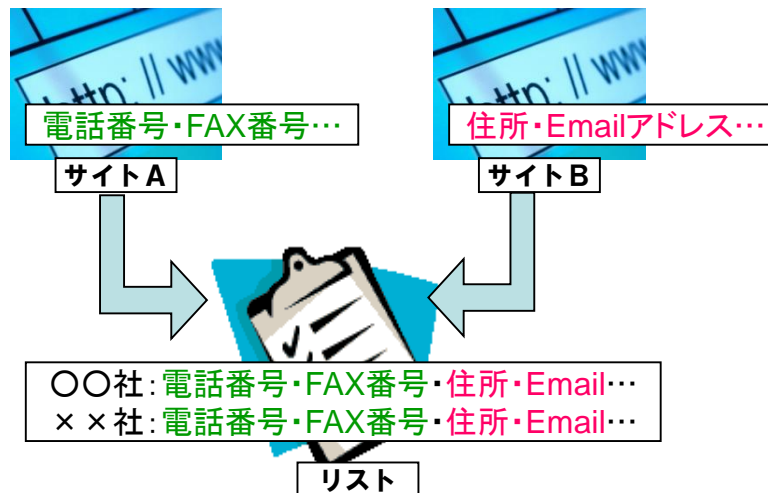 http: // www
http: // www
電話番号・FAX番号…
住所・Emailアドレス…
サイトA
サイトB
〇〇社:電話番号・FAX番号・住所・Email…
××社:電話番号・FAX番号・住所・Email…
リスト